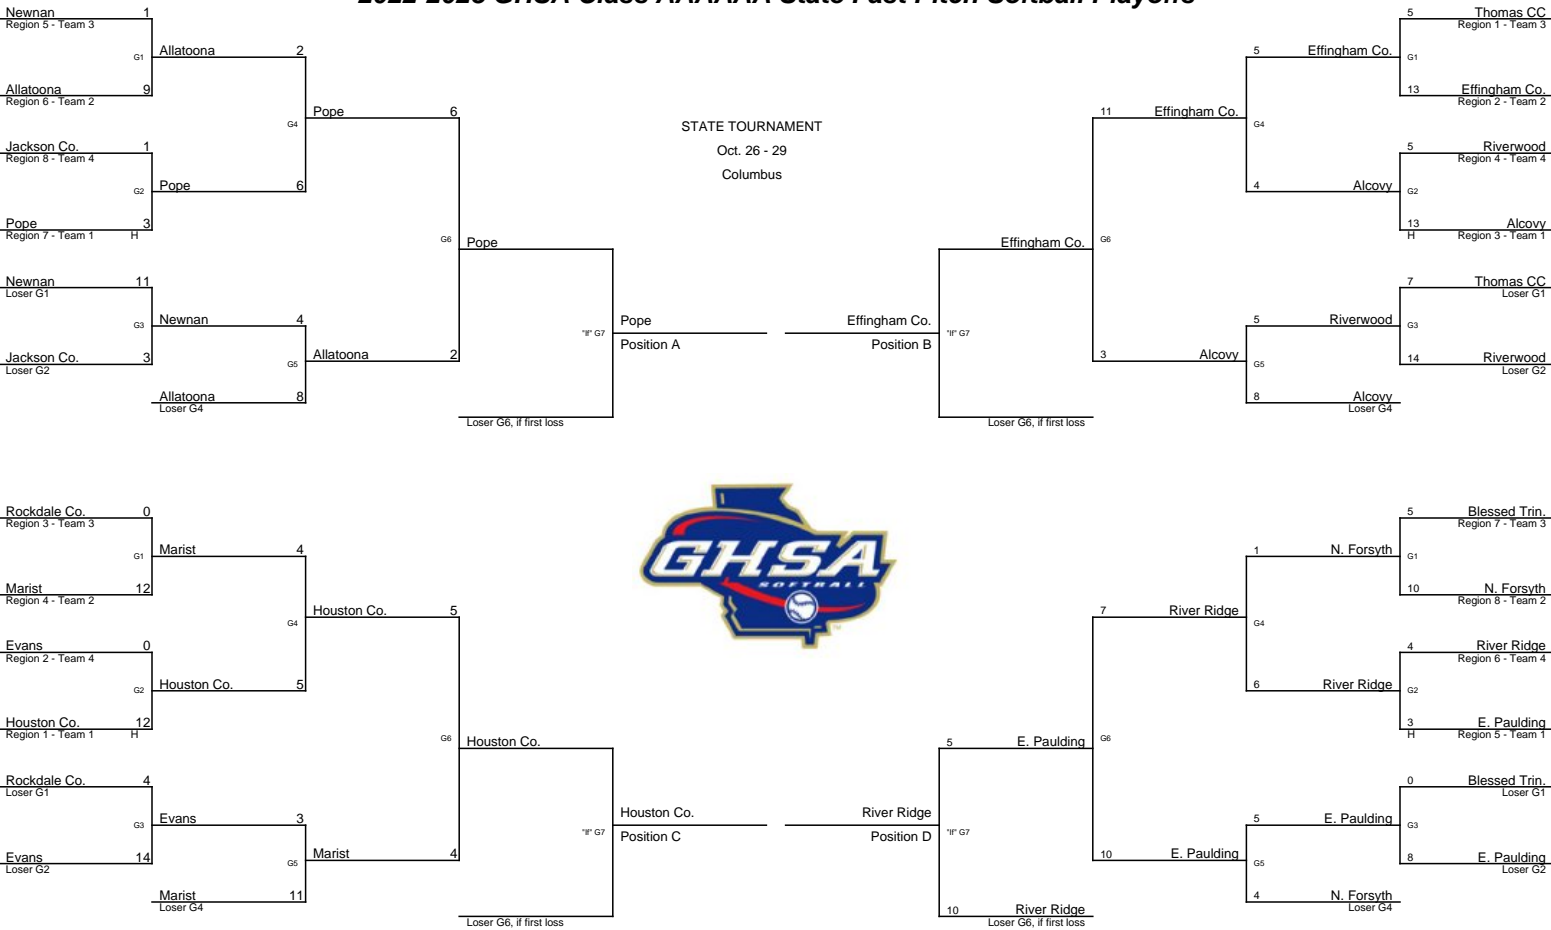 2022-2023 GHSA Class AAAAAA State Fast Pitch Softball Playoffs
Newnan 1
Region 5 - Team 3
G1
Allatoona 2
Allatoona 9
Region 6 - Team 2
G4
Pope 6
Jackson Co. 1
Region 8 - Team 4
G2
Pope 6
Pope 3
Region 7 - Team 1 H
G6
Pope
Newnan 11
Loser G1
G3
Newnan 4
Jackson Co. 3
Loser G2
G5
Allatoona 2
Allatoona 8
Loser G4
"If" G7
Pope
Position A
Loser G6, if first loss
STATE TOURNAMENT
Oct. 26 - 29
Columbus
5 Thomas CC
Region 1 - Team 3
G1
5 Effingham Co.
13 Effingham Co.
Region 2 - Team 2
G4
11 Effingham Co.
5 Riverwood
Region 4 - Team 4
G2
4 Alcovy
13 Alcovy
H Region 3 - Team 1
G6
Effingham Co.
7 Thomas CC
Loser G1
G3
5 Riverwood
14 Riverwood
Loser G2
G5
3 Alcovy
8 Alcovy
Loser G4
"If" G7
Effingham Co.
Position B
Loser G6, if first loss
GHSA
SOFTBALL
TM
Rockdale Co. 0
Region 3 - Team 3
G1
Marist 4
Marist 12
Region 4 - Team 2
G4
Houston Co. 5
Evans 0
Region 2 - Team 4
G2
Houston Co. 5
Houston Co. 12
Region 1 - Team 1 H
G6
Houston Co.
Rockdale Co. 4
Loser G1
G3
Evans 3
Evans 14
Loser G2
G5
Marist 4
Marist 11
Loser G4
"If" G7
Houston Co.
Position C
Loser G6, if first loss
5 Blessed Trin.
Region 7 - Team 3
G1
1 N. Forsyth
10 N. Forsyth
Region 8 - Team 2
G4
7 River Ridge
4 River Ridge
Region 6 - Team 4
G2
6 River Ridge
3 E. Paulding
H Region 5 - Team 1
G6
5 E. Paulding
0 Blessed Trin.
Loser G1
G3
5 E. Paulding
8 E. Paulding
Loser G2
G5
10 E. Paulding
4 N. Forsyth
Loser G4
"If" G7
River Ridge
Position D
10 River Ridge
Loser G6, if first loss